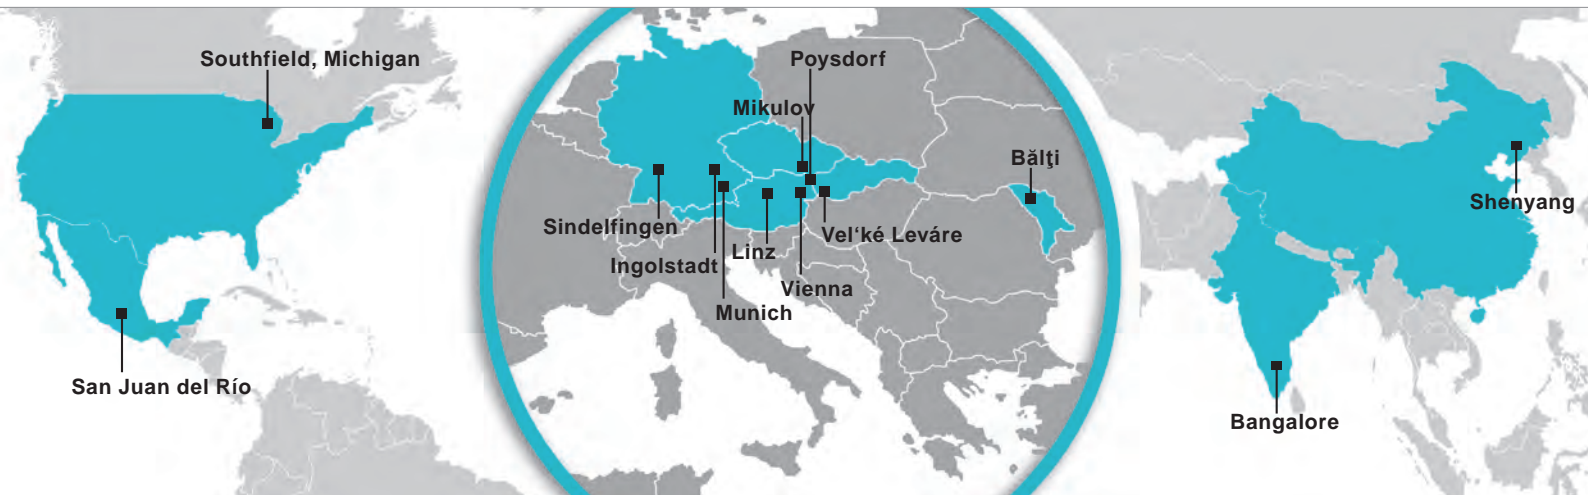 Southfield, Michigan
San Juan del Río
Poysdorf
Mikulov
Bălţi
Sindelfingen
Vel‘ké Leváre
Linz
Ingolstadt
Vienna
Munich
Shenyang
Bangalore